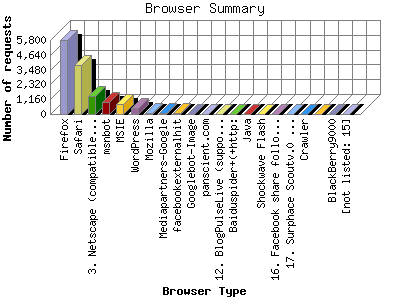 Browser Summary
Number of requests
5,800
4,640
3,480
2,320
1,160
0
Firefox
Safari
3. Netscape (compatible...
msnbot
MSIE
WordPress
Mozilla
Mediapartners-Google
facebookexternalhit
Googlebot-Image
panscient.com
12. BlogPulseLive (suppo...
Baiduspider+(+http:
Java
Shockwave Flash
16. Facebook share follo...
17. Surphace Scoutv.0 ...
Crawler
BlackBerry9000
[not listed: 15]
Browser Type